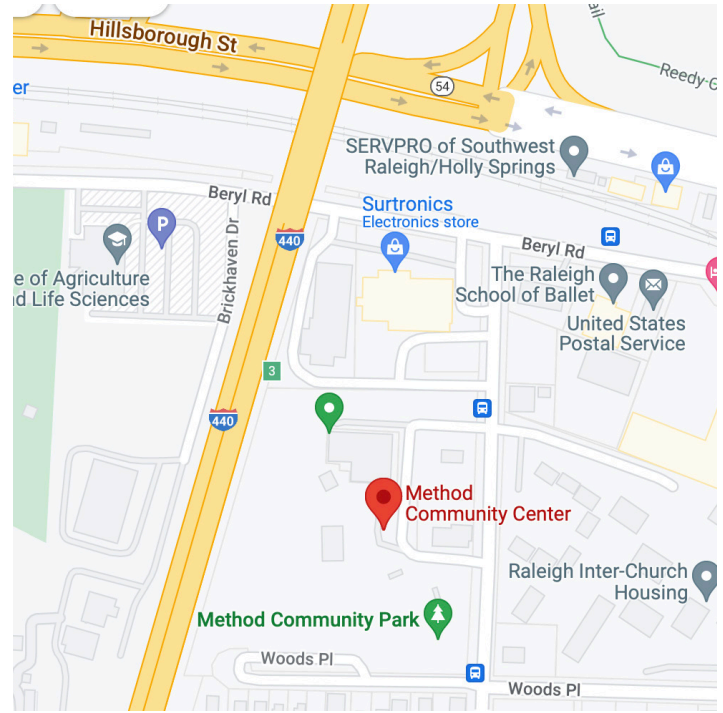 Hillsborough St
er
54
Reedy
SERVPRO of Southwest
Raleigh/Holly Springs
Beryl Rd
Surtronics
Electronics store
P
440
Brickhaven Dr
Beryl Rd
e of Agriculture
d Life Sciences
The Raleigh
School of Ballet
United States
Postal Service
3
440
Method
Community Center
Raleigh Inter-Church
Housing
Method Community Park
Woods Pl
Woods Pl